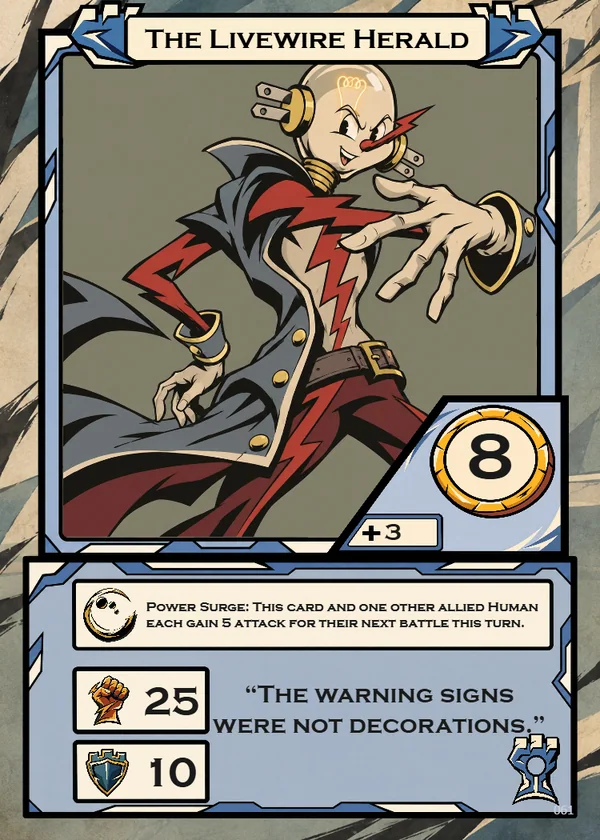 The Livewire Herald
8
+3
Power Surge: This card and one other allied Human
each gain 5 attack for their next battle this turn.
25
10
“The warning signs
were not decorations.”
061